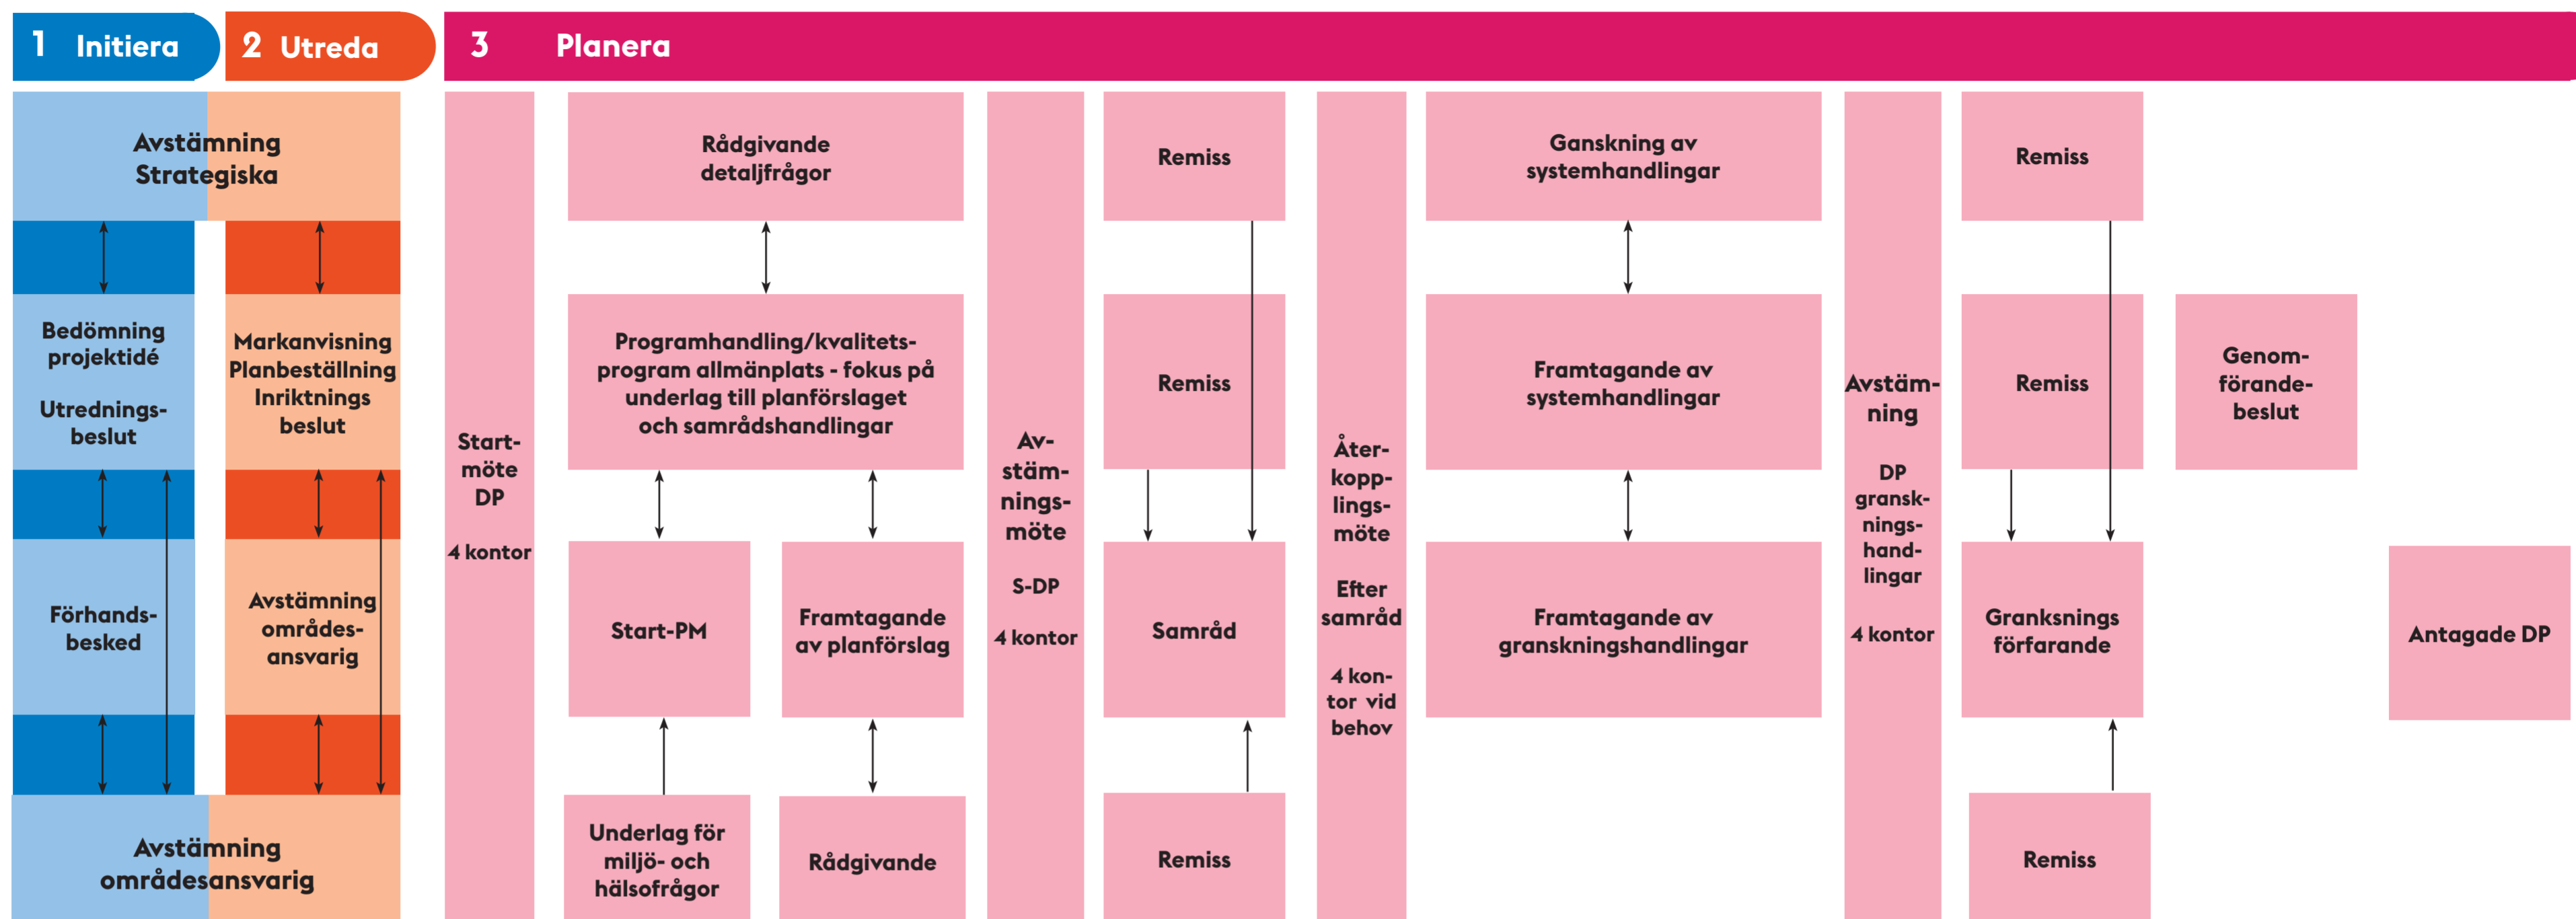 1 Initiera
2 Utreda
3 Planera
Avstämning
Strategiska
Bedömning
projektidé
Utrednings-
beslut
Markanvisning
Planbeställning
Inriktnings
beslut
Förhands-
besked
Avstämning
områdes-
ansvarig
Avstämning
områdesansvarig
Start-
möte
DP
4 kontor
Rådgivande
detaljfrågor
Programhandling/kvalitets-
program allmänplats - fokus på
underlag till planförslaget
och samrådshandlingar
Start-PM
Framtagande
av planförslag
Underlag för
miljö- och
hälsofrågor
Rådgivande
Av-
stäm-
nings-
möte
S-DP
4 kontor
Remiss
Remiss
Samråd
Remiss
Åter-
kopp-
lings-
möte
Efter
samråd
4 kon-
tor vid
behov
Ganskning av
systemhandlingar
Framtagande av
systemhandlingar
Framtagande av
granskningshandlingar
Avstäm-
ning
DP
gransk-
nings-
hand-
lingar
4 kontor
Remiss
Remiss
Granksnings
förfarande
Remiss
Genom-
förande-
beslut
Antagade DP